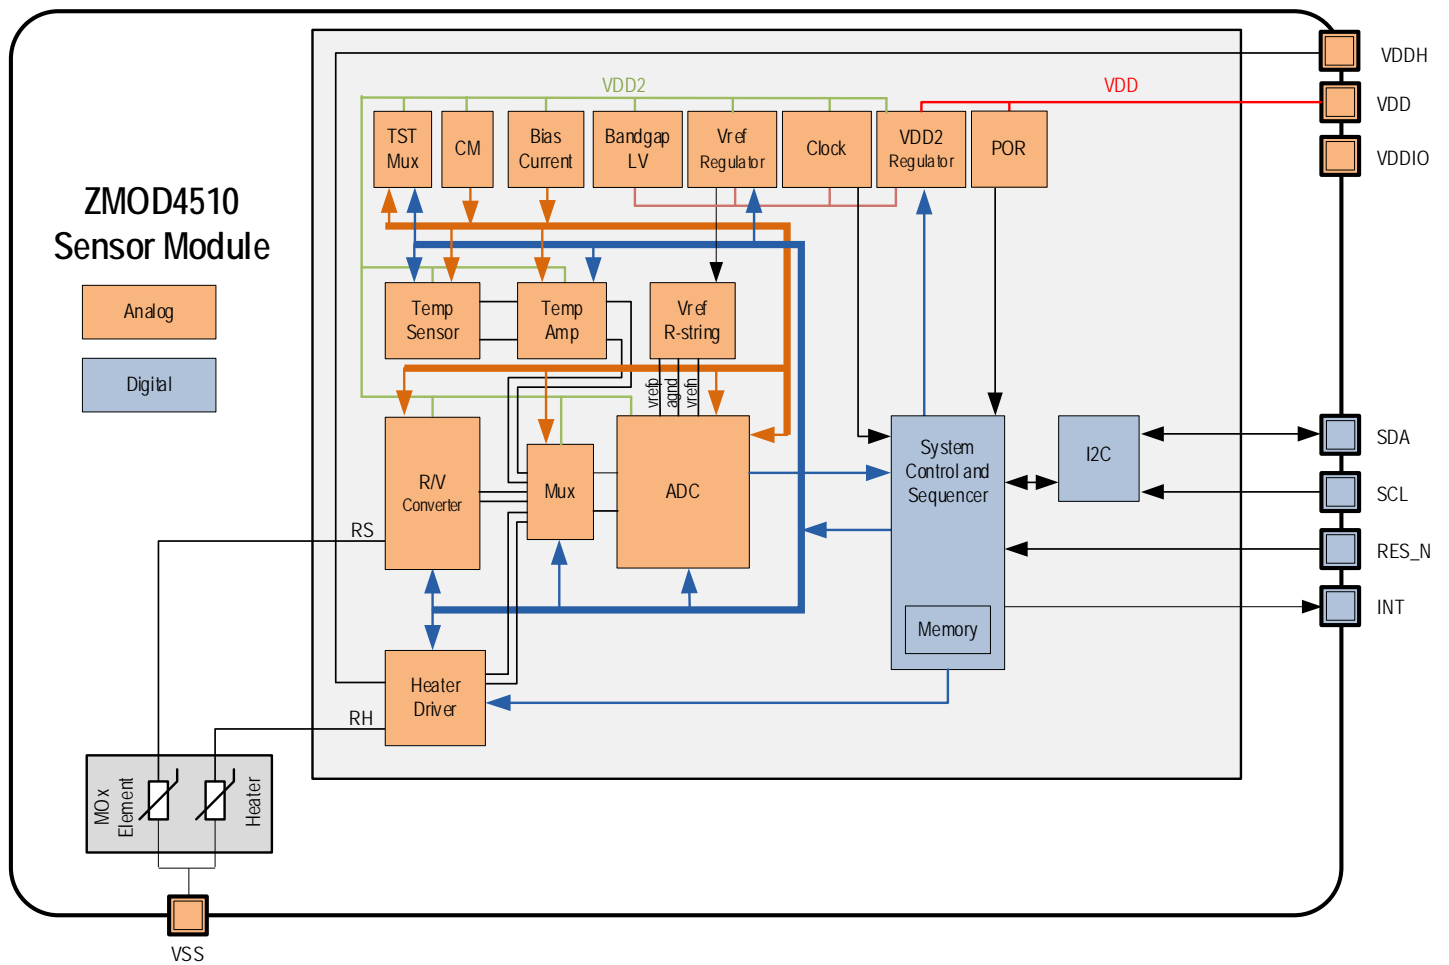 VDDH
VDD2
VDD
VDD
TST
Mux
CM
Bias
Current
Bandgap
LV
Vref
Regulator
Clock
VDD2
Regulator
POR
VDDIO
ZMOD4510
Sensor Module
Analog
Digital
Temp
Sensor
Temp
Amp
Vref
R-string
vrefp
agnd
vrefn
R/V
Converter
Mux
ADC
System
Control and
Sequencer
Memory
I2C
SDA
SCL
RES_N
INT
RS
Heater
Driver
RH
MOx
Element
Heater
VSS